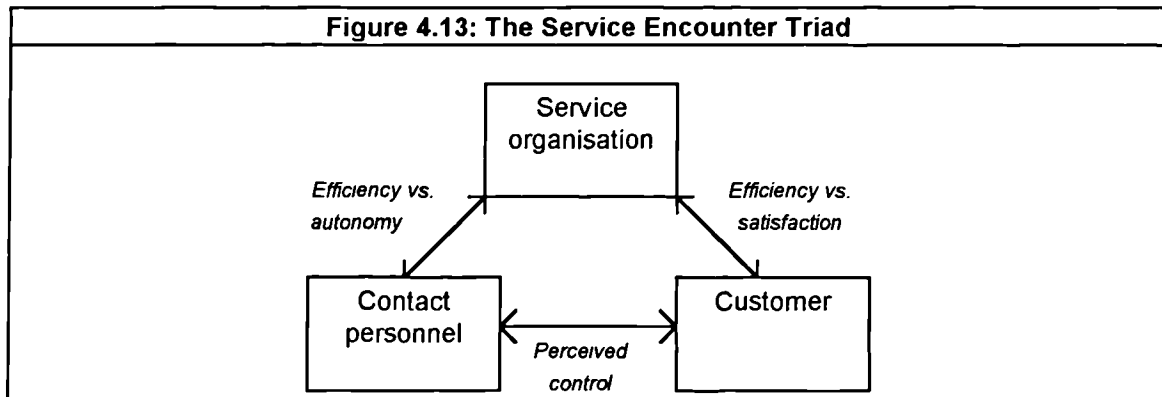 Figure 4.13: The Service Encounter Triad
Service
organisation
Efficiency vs.
autonomy
Efficiency vs.
satisfaction
Contact
personnel
Customer
Perceived
control